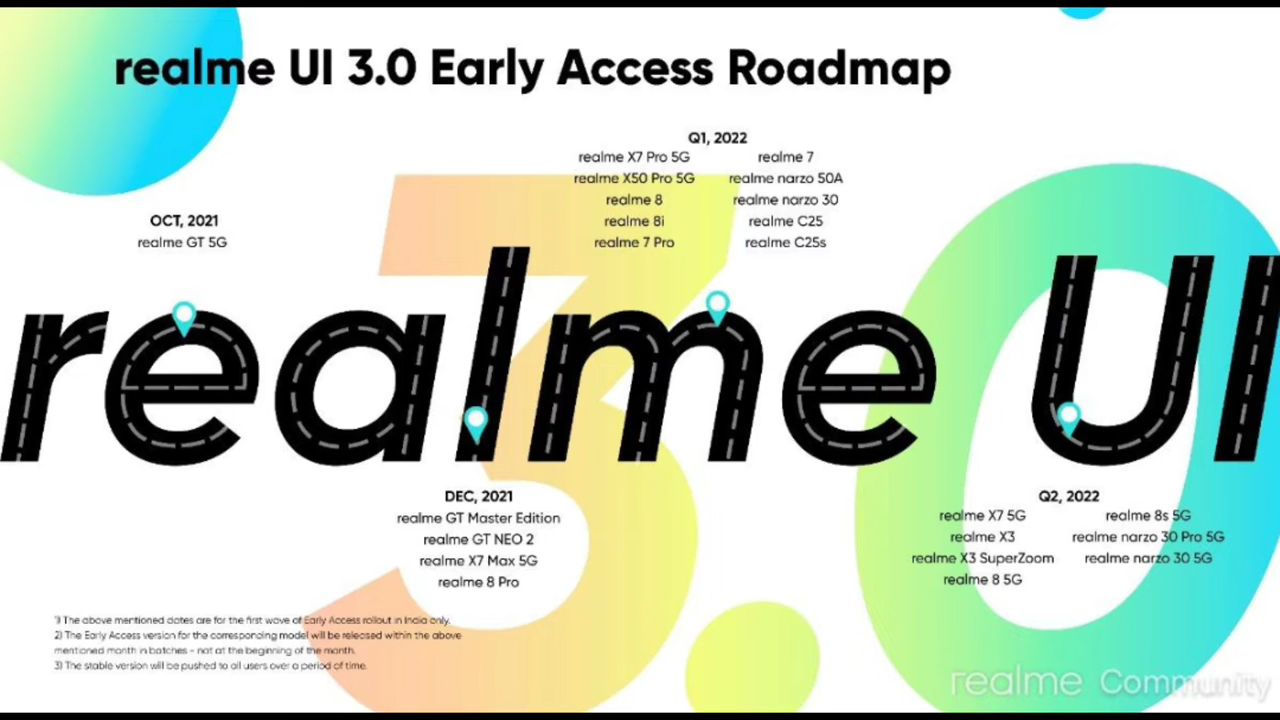 realme UI 3.0 Early Access Roadmap
OCT, 2021
realme GT 5G
Q1, 2022
realme X7 Pro 5G realme 7
realme X50 Pro 5G realme narzo 50A
realme 8 realme narzo 30
realme 8i realme C25
realme 7 Pro realme C25s
realme UI
3.0
DEC, 2021
realme GT Master Edition
realme GT NEO 2
realme X7 Max 5G
realme 8 Pro
Q2, 2022
realme X7 5G realme 8s 5G
realme X3 realme narzo 30 Pro 5G
realme X3 SuperZoom realme narzo 30 5G
realme 8 5G
1) The above mentioned dates are for the first wave of Early Access rollout in India only.
2) The Early Access version for the corresponding model will be released within the above
mentioned month in batches - not at the beginning of the month.
3) The stable version will be pushed to all users over a period of time.
realme Community